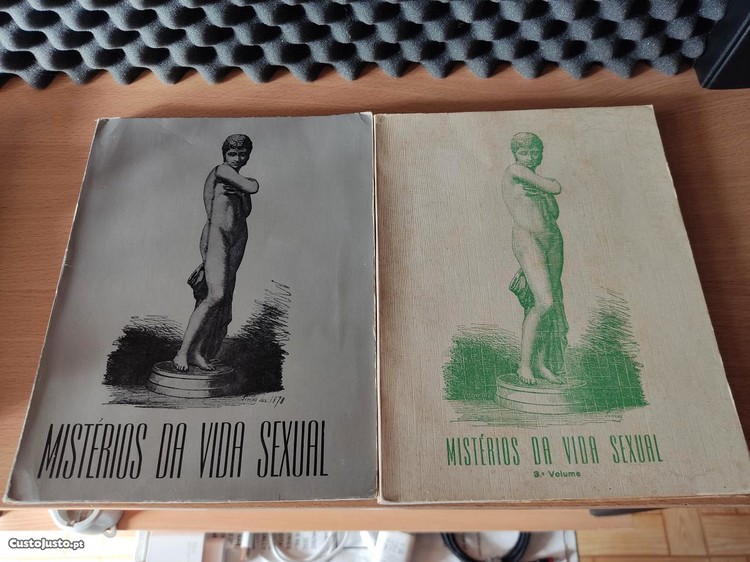 MISTÉRIOS DA VIDA SEXUAL
MISTÉRIOS DA VIDA SEXUAL
3.º Volume
CustoJusto.pt